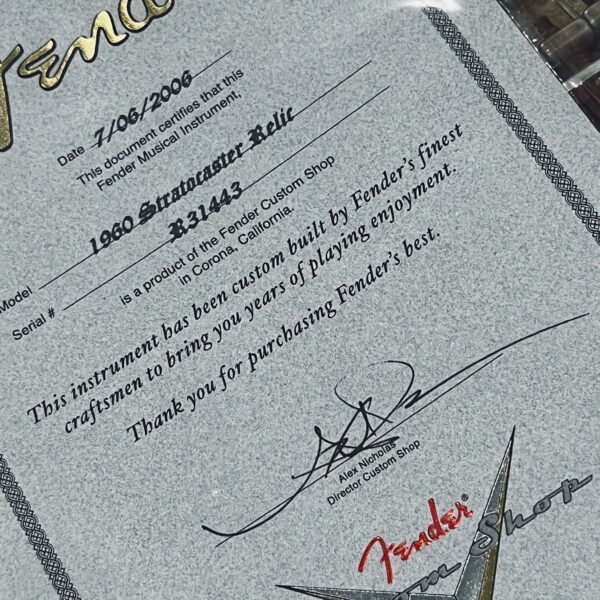 Date 7/06/2006
This document certifies that this
Fender Musical Instrument,
Model 1960 Stratocaster Relic
Serial # R31443
is a product of the Fender Custom Shop
in Corona, California.
This instrument has been custom built by Fender's finest
craftsmen to bring you years of playing enjoyment.
Thank you for purchasing Fender's best.
Alex Nicholas
Director Custom Shop
Fender®
Shop